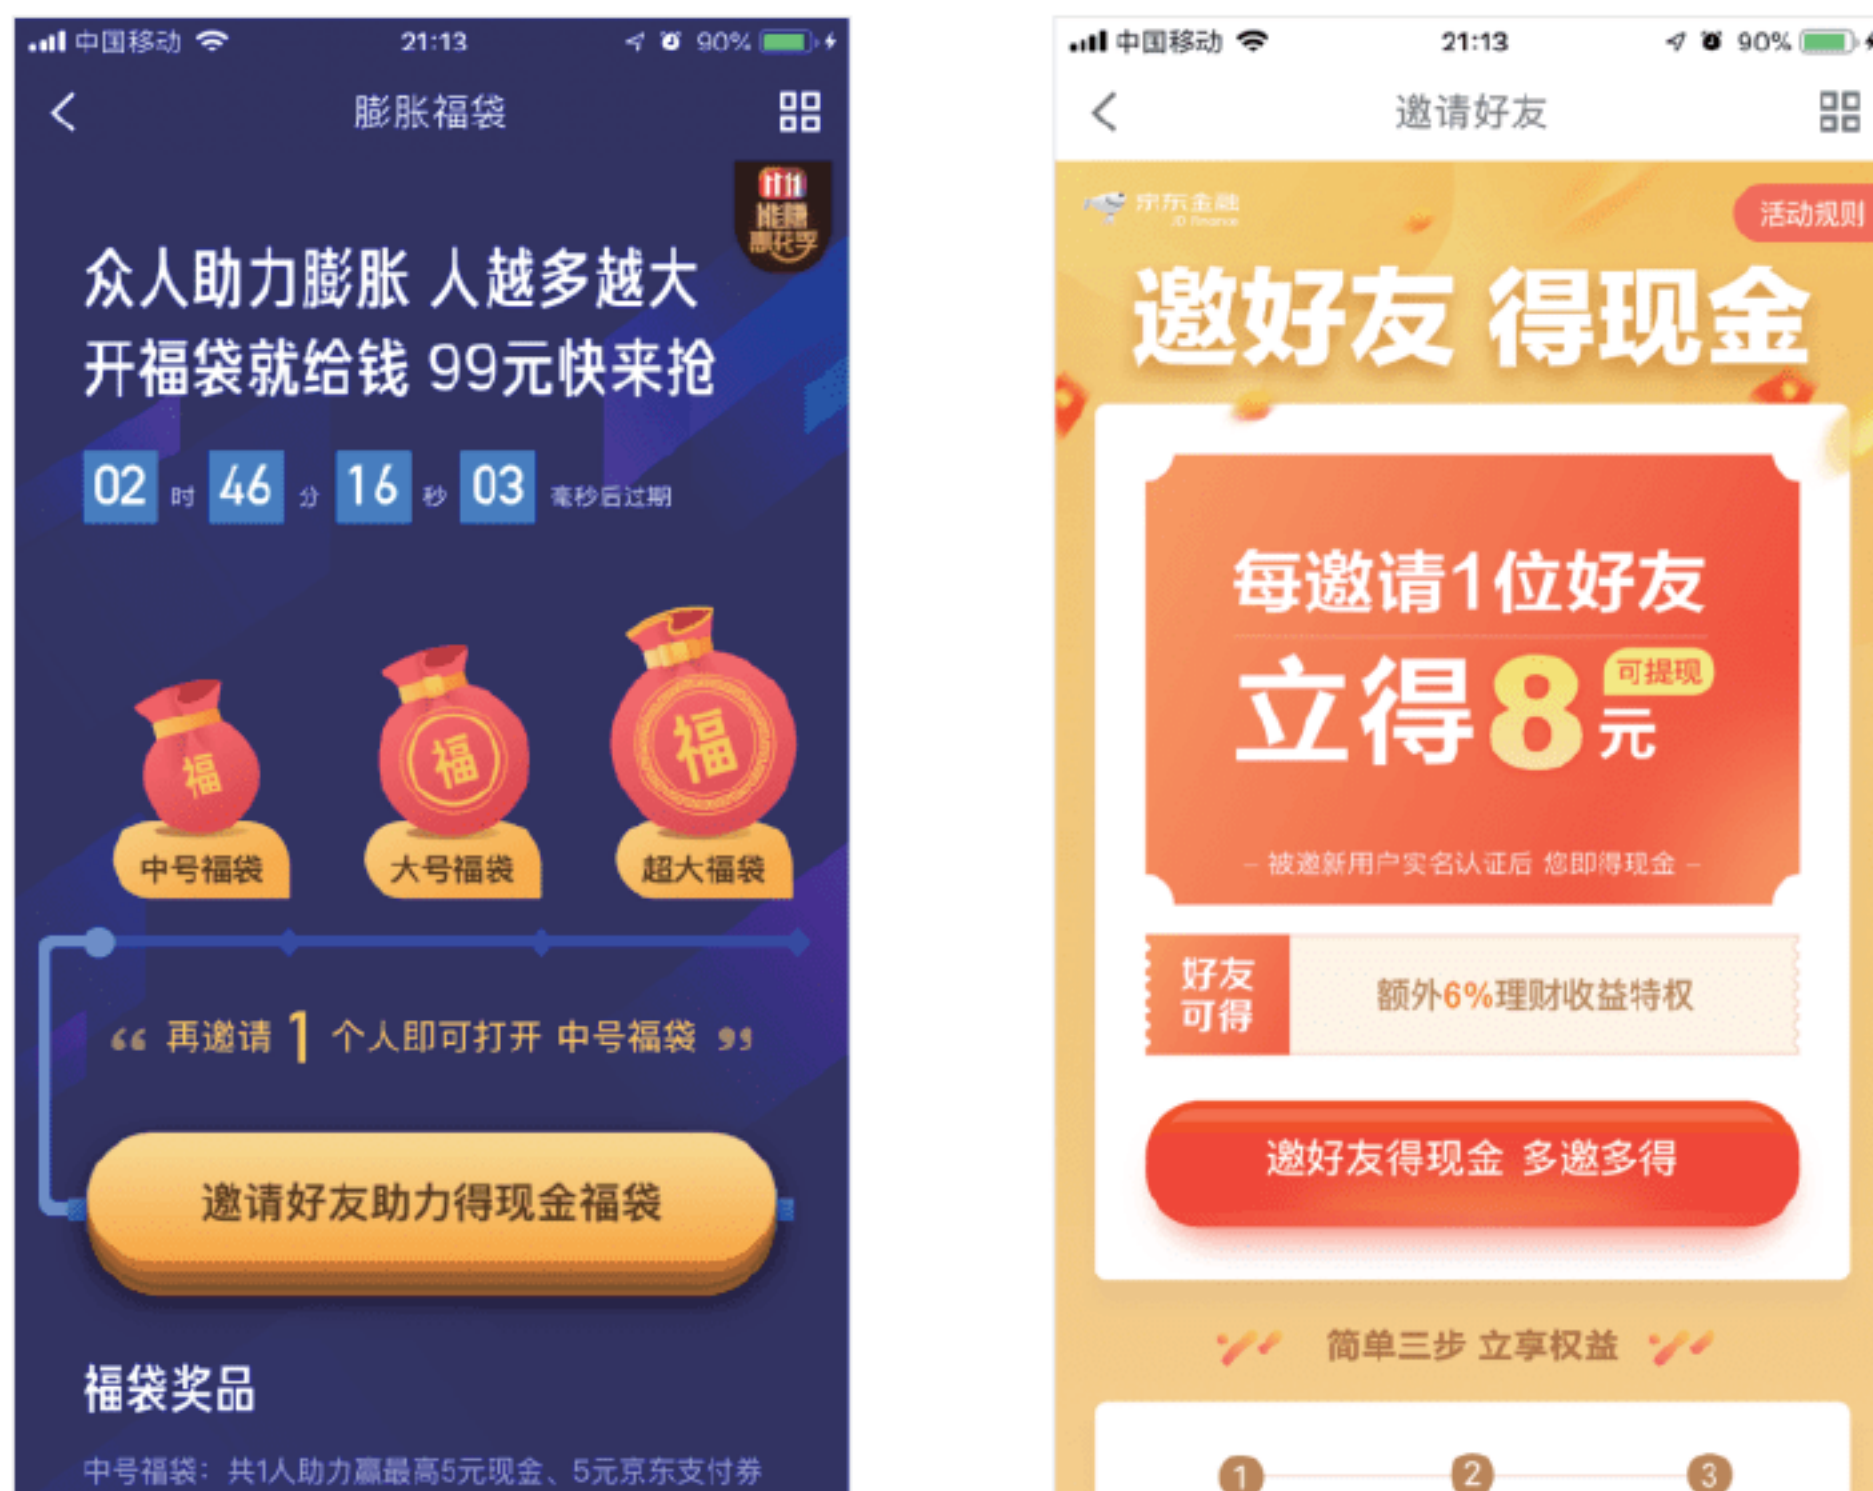 中国移动 21:13 90%
膨胀福袋
11 11
众人助力膨胀 人越多越大
开福袋就给钱 99元快来抢
02 时 46 分 16 秒 03 毫秒后过期
福 福 福
中号福袋 大号福袋 超大福袋
“ 再邀请 1 个人即可打开 中号福袋 ”
邀请好友助力得现金福袋
福袋奖品
中号福袋：共1人助力赢最高5元现金、5元京东支付券
中国移动 21:13 90%
邀请好友
京东金融
JD Finance
活动规则
邀好友 得现金
每邀请1位好友
立得8元
可提现
– 被邀新用户实名认证后 您即得现金 –
好友
可得
额外6%理财收益特权
邀好友得现金 多邀多得
简单三步 立享权益
1 2 3